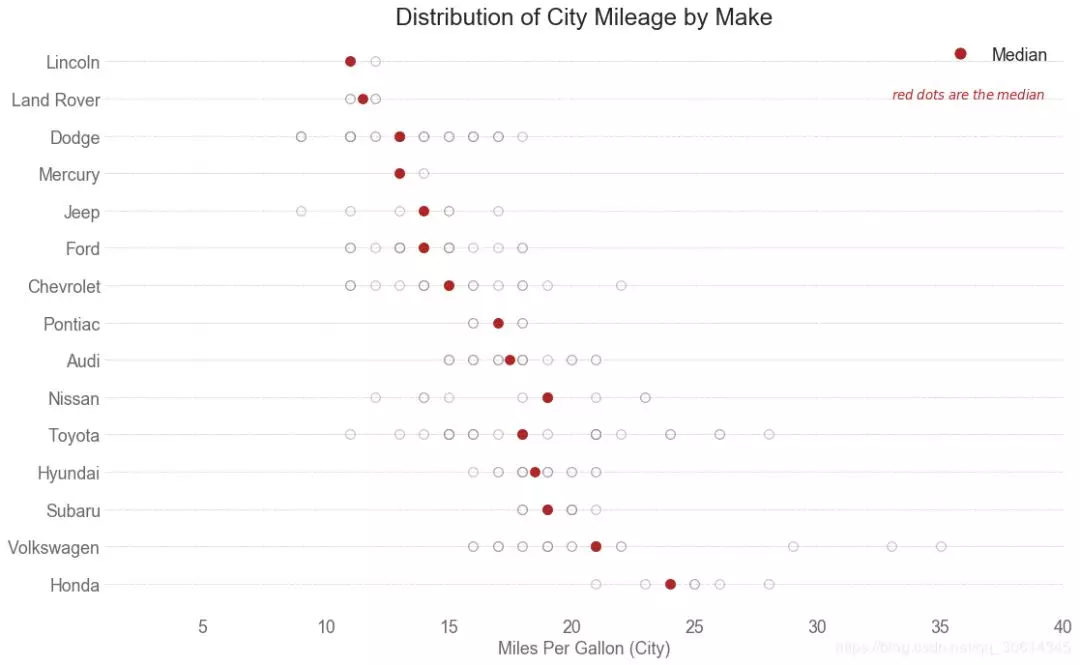 Distribution of City Mileage by Make
Median
red dots are the median
Lincoln
Land Rover
Dodge
Mercury
Jeep
Ford
Chevrolet
Pontiac
Audi
Nissan
Toyota
Hyundai
Subaru
Volkswagen
Honda
5 10 15 20 25 30 35 40
Miles Per Gallon (City)